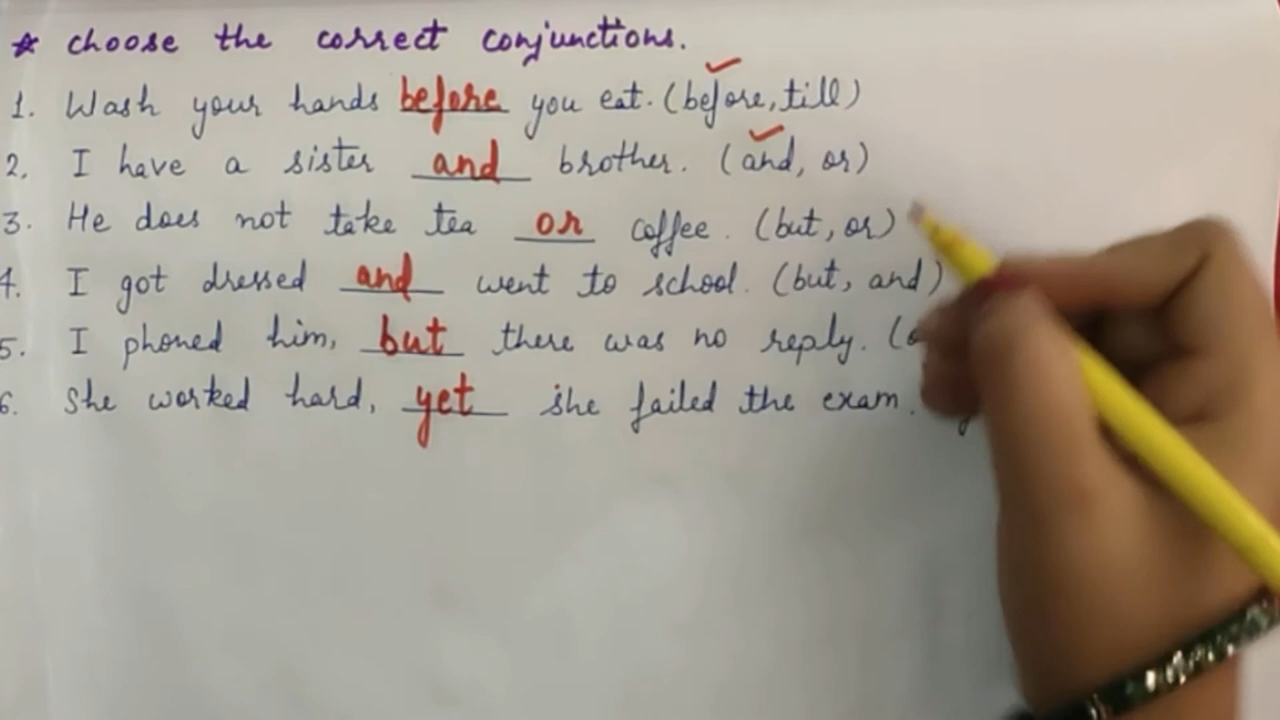 * choose the correct conjunctions.
1. Wash your hands before you eat. (before, till)
2. I have a sister and brother. (and, or)
3. He does not take tea or coffee. (but, or)
4. I got dressed and went to school. (but, and)
5. I phoned him, but there was no reply. (
6. She worked hard, yet she failed the exam.